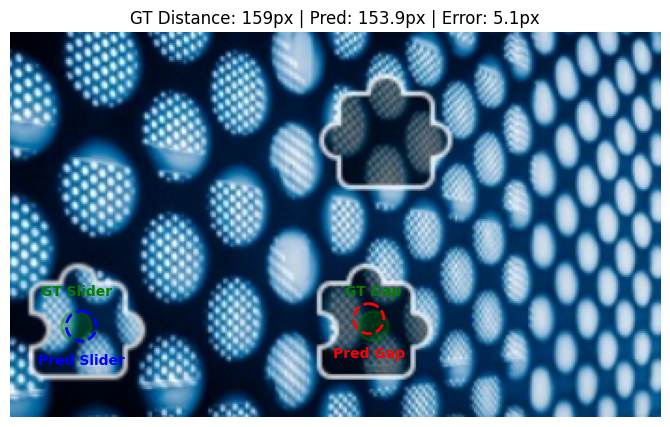 GT Distance: 159px | Pred: 153.9px | Error: 5.1px
GT Slider
GT Gap
Pred Slider
Pred Gap